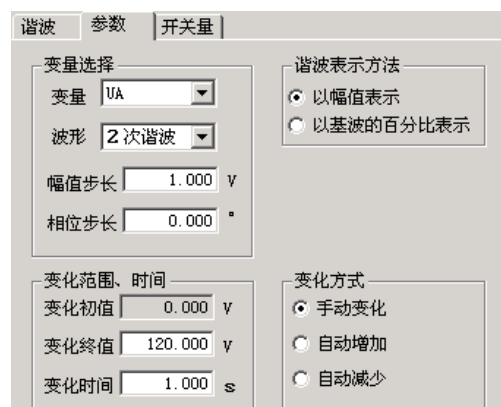 谐波 参数 开关量
变量选择
变量 UA
波形 2次谐波
幅值步长 1.000 V
相位步长 0.000 °
谐波表示方法
以幅值表示
以基波的百分比表示
变化范围、时间
变化初值 0.000 V
变化终值 120.000 V
变化时间 1.000 s
变化方式
手动变化
自动增加
自动减少